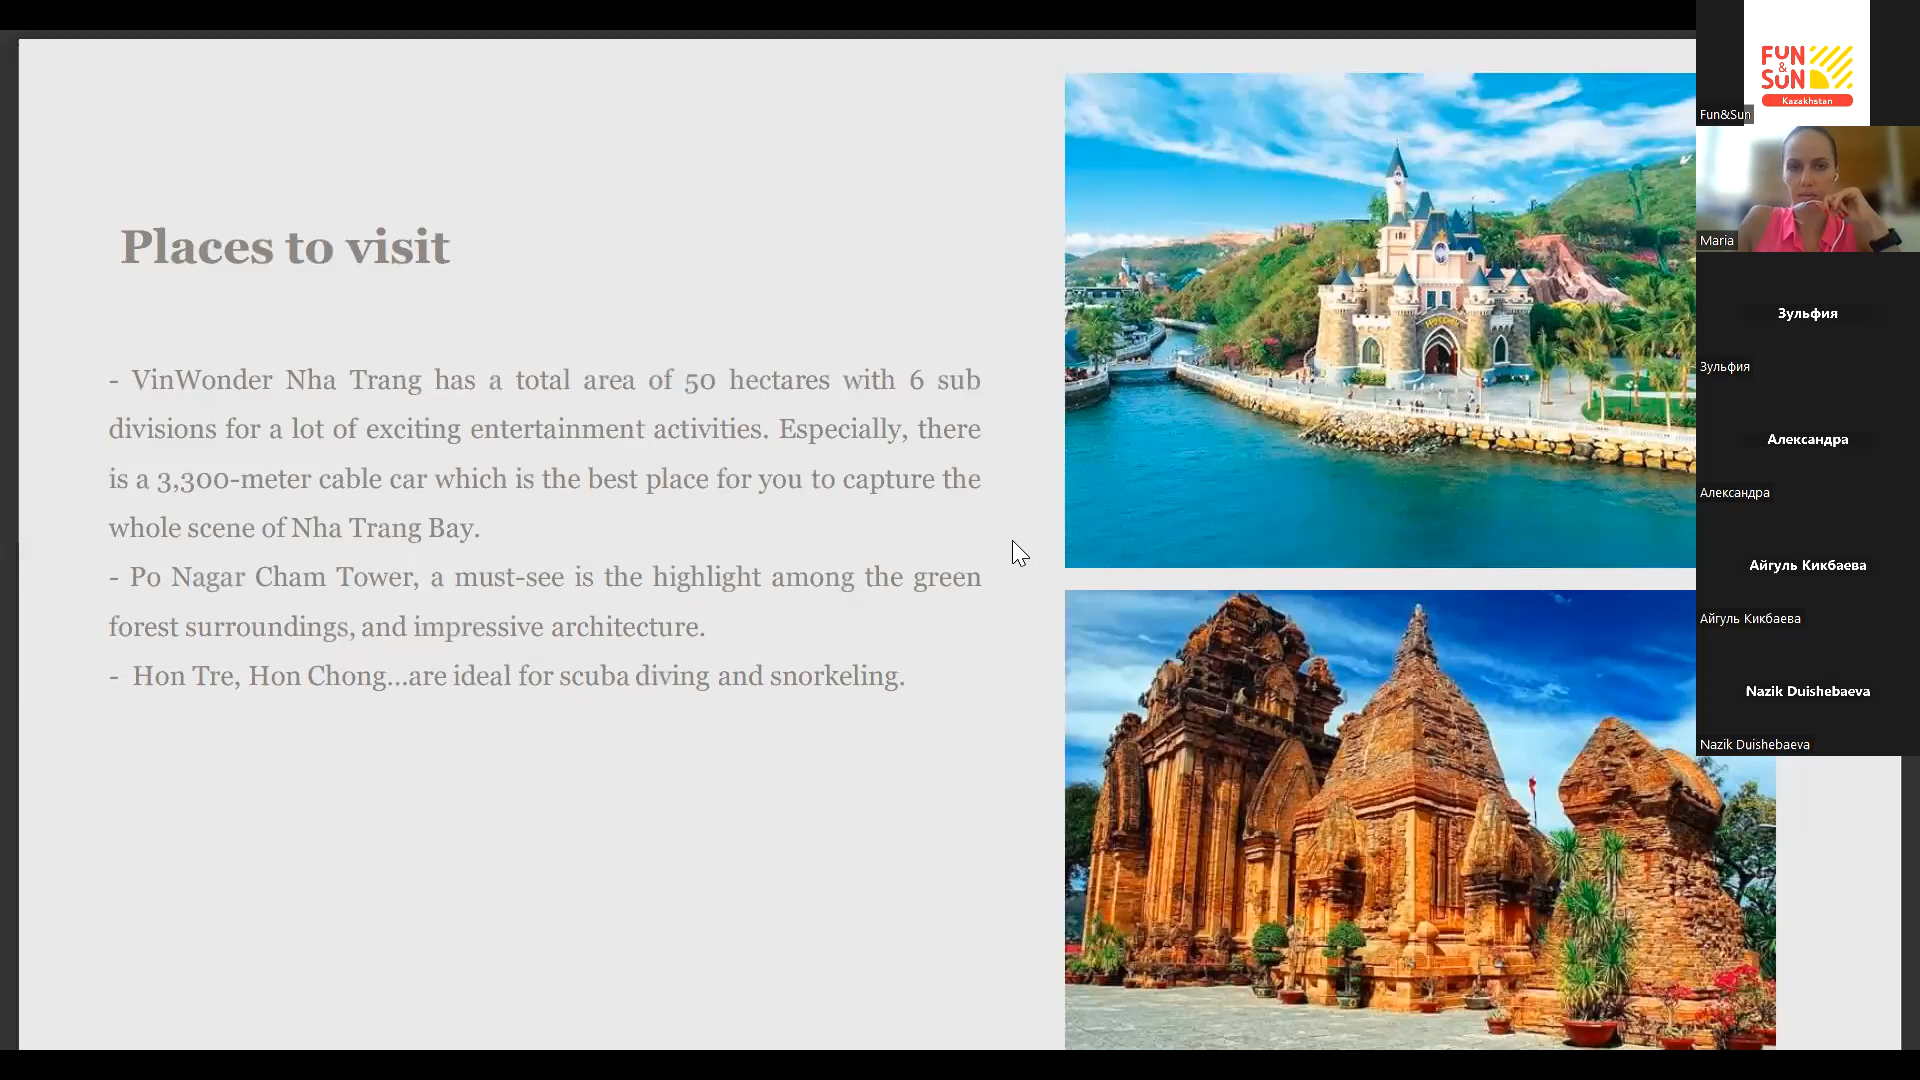 Places to visit
- VinWonder Nha Trang has a total area of 50 hectares with 6 sub
divisions for a lot of exciting entertainment activities. Especially, there
is a 3,300-meter cable car which is the best place for you to capture the
whole scene of Nha Trang Bay.
- Po Nagar Cham Tower, a must-see is the highlight among the green
forest surroundings, and impressive architecture.
- Hon Tre, Hon Chong...are ideal for scuba diving and snorkeling.
FUN
&
SUN
Kazakhstan
Fun&Sun
Maria
Зульфия
Зульфия
Александра
Александра
Айгуль Кикбаева
Айгуль Кикбаева
Nazik Duishebaeva
Nazik Duishebaeva